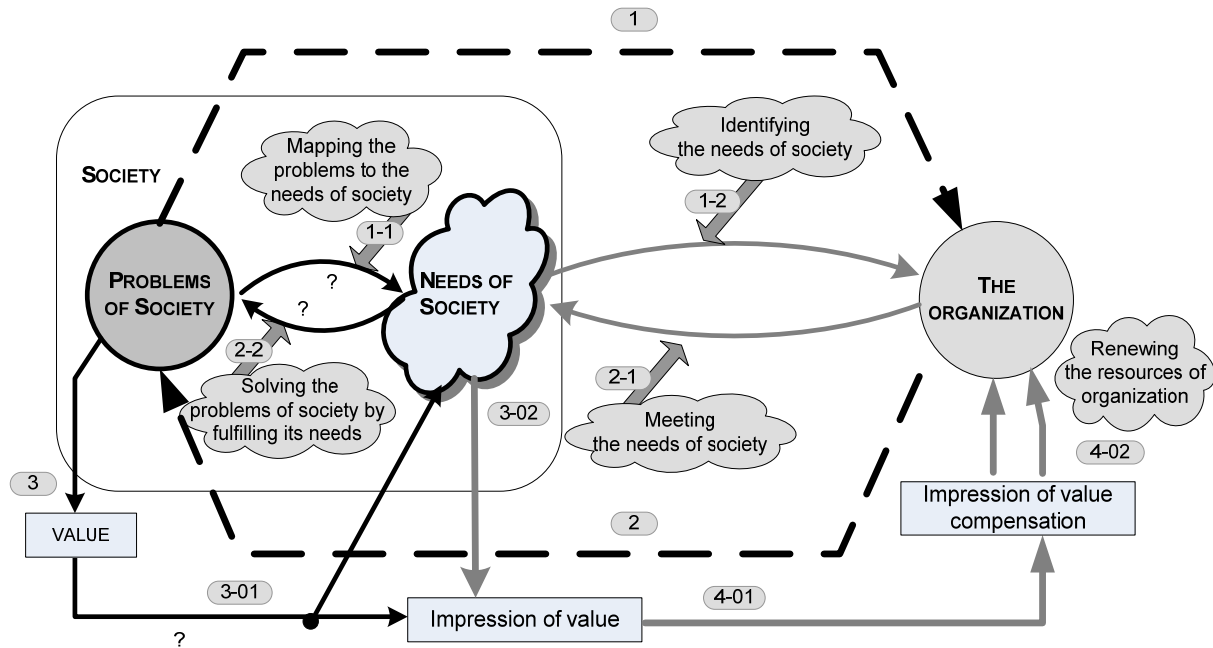 1
Identifying
the needs of society
Mapping the
problems to the
needs of society
SOCIETY
1-1
1-2
PROBLEMS
OF SOCIETY
?
?
NEEDS OF
SOCIETY
THE
ORGANIZATION
2-2
Solving the
problems of society by
fulfilling its needs
2-1
Meeting
the needs of society
Renewing
the resources of
organization
3-02
4-02
3
VALUE
2
Impression of value
compensation
3-01
?
Impression of value
4-01